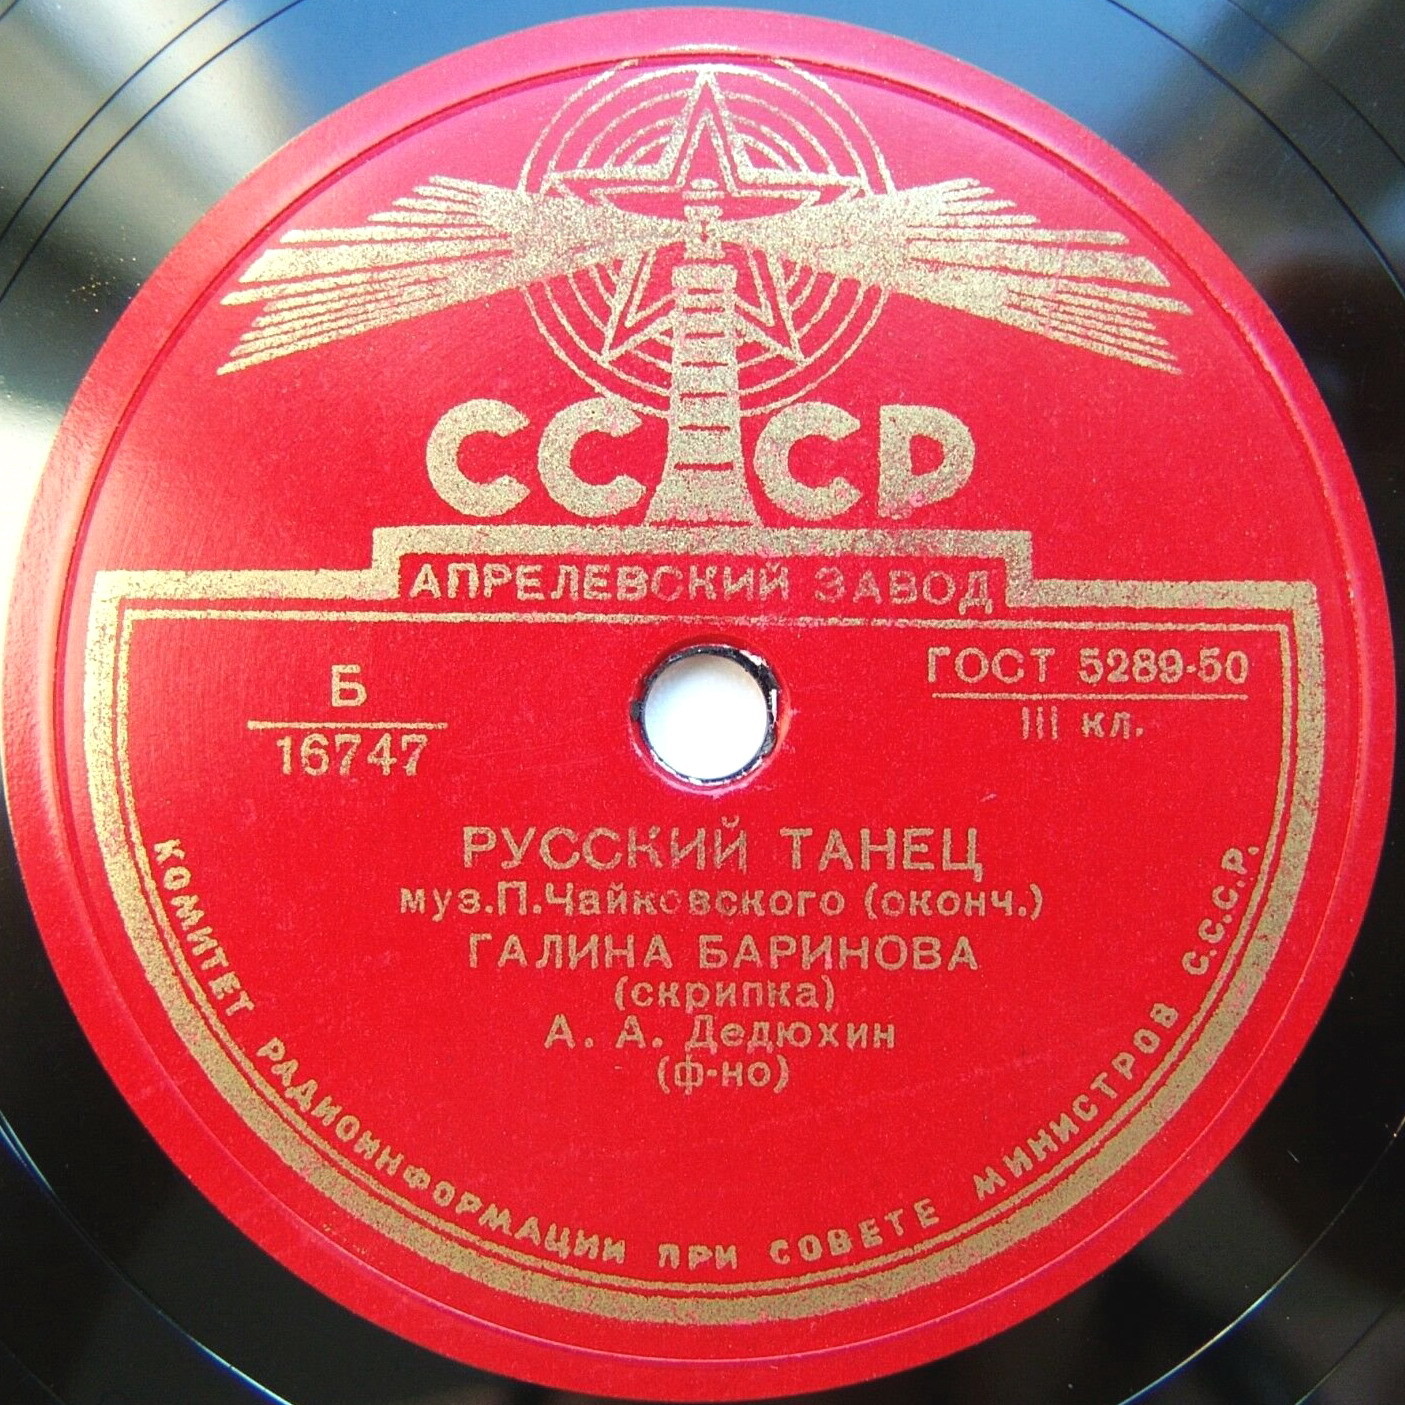 СССР
АПРЕЛЕВСКИЙ ЗАВОД
Б
16747
ГОСТ 5289-50
III кл.
РУССКИЙ ТАНЕЦ
муз.П.Чайковского (оконч.)
ГАЛИНА БАРИНОВА
(скрипка)
А. А. Дедюхин
(ф-но)
КОМИТЕТ РАДИОИНФОРМАЦИИ ПРИ СОВЕТЕ МИНИСТРОВ С.С.С.Р.